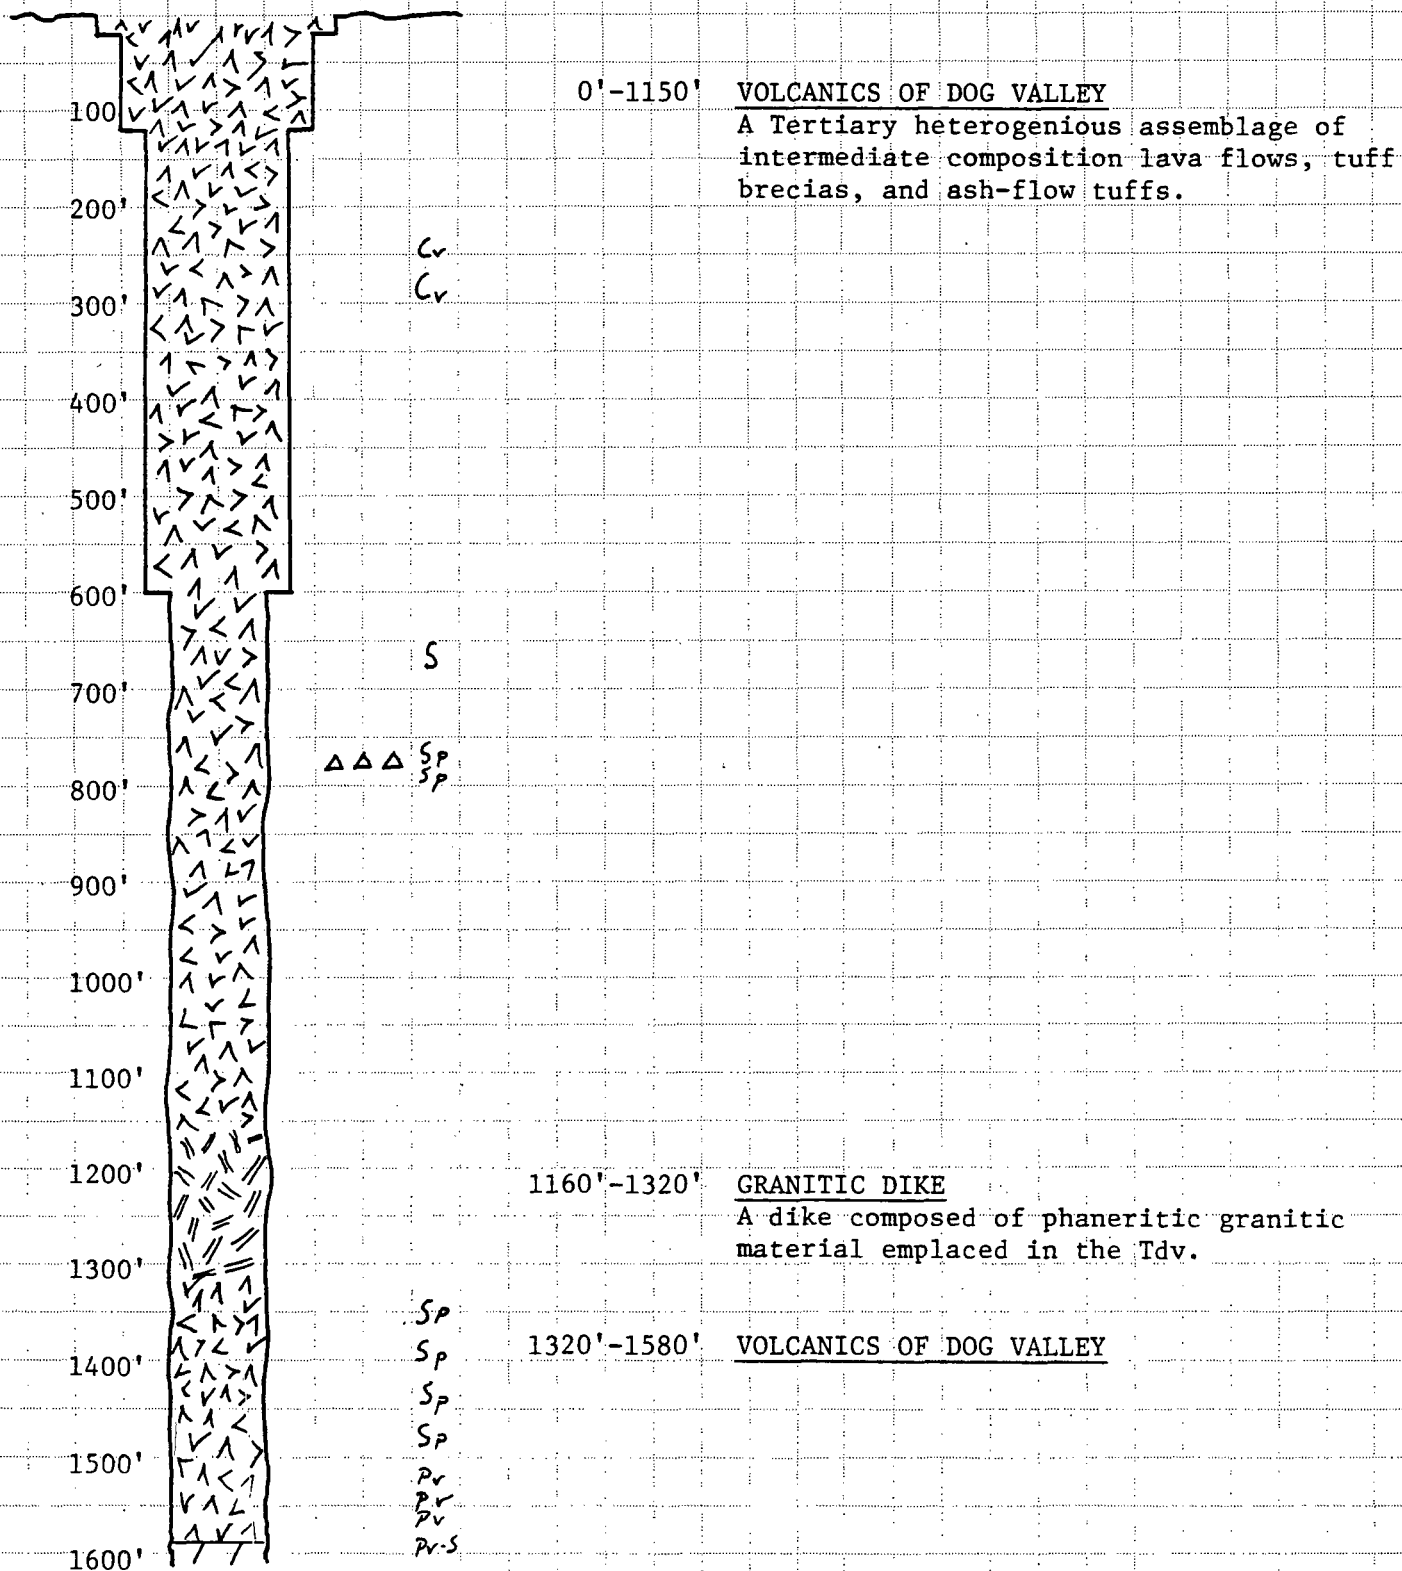 0'-1150' VOLCANICS OF DOG VALLEY
100'
A Tertiary heterogenious assemblage of
intermediate composition lava flows, tuff
brecias, and ash-flow tuffs.
200'
Cv
Cv
300'
400'
500'
600'
S
700'
Sp
Sp
800'
900'
1000'
1100'
1200'
1160'-1320' GRANITIC DIKE
A dike composed of phaneritic granitic
material emplaced in the Tdv.
1300'
Sp
1320'-1580' VOLCANICS OF DOG VALLEY
Sp
1400'
Sp
Sp
1500'
Pv
Pv
Pv
Pv-S
1600'